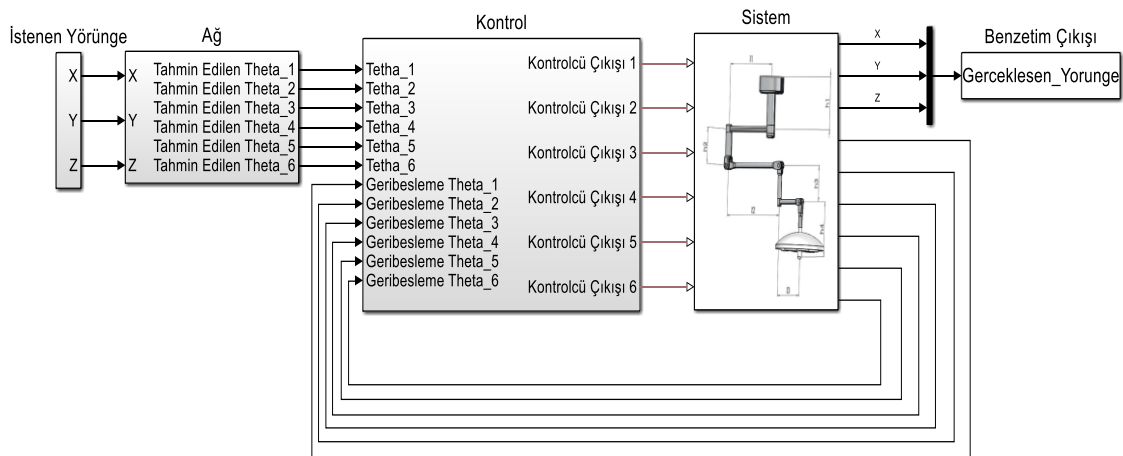 İstenen Yörünge
X
Y
Z
Ağ
X
Y
Z
Tahmin Edilen Theta_1
Tahmin Edilen Theta_2
Tahmin Edilen Theta_3
Tahmin Edilen Theta_4
Tahmin Edilen Theta_5
Tahmin Edilen Theta_6
Kontrol
Tetha_1
Tetha_2
Tetha_3
Tetha_4
Tetha_5
Tetha_6
Geribesleme Theta_1
Geribesleme Theta_2
Geribesleme Theta_3
Geribesleme Theta_4
Geribesleme Theta_5
Geribesleme Theta_6
Kontrolcü Çıkışı 1
Kontrolcü Çıkışı 2
Kontrolcü Çıkışı 3
Kontrolcü Çıkışı 4
Kontrolcü Çıkışı 5
Kontrolcü Çıkışı 6
Sistem
X
Y
Z
Benzetim Çıkışı
Gerceklesen_Yorunge